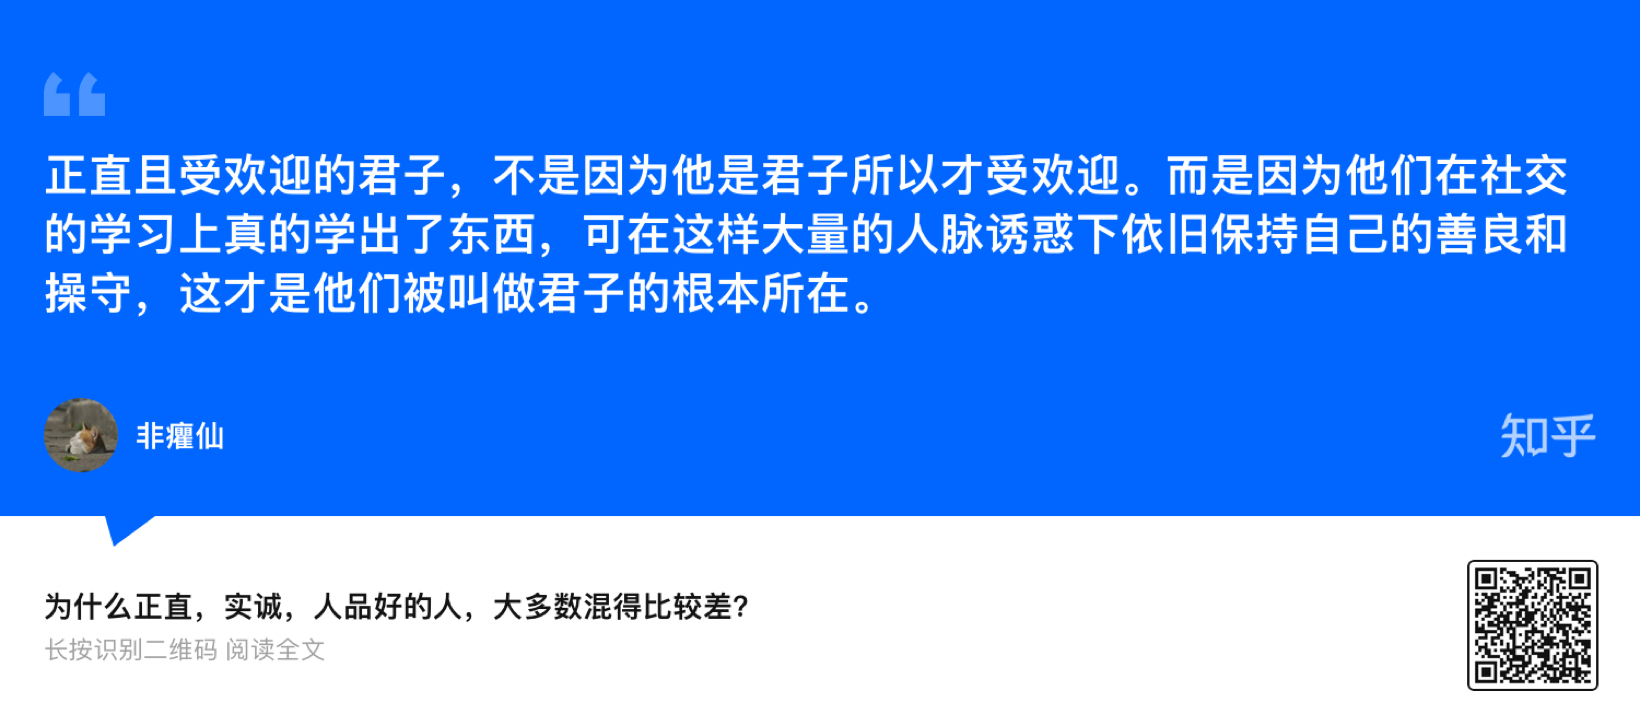 正直且受欢迎的君子，不是因为他是君子所以才受欢迎。而是因为他们在社交
的学习上真的学出了东西，可在这样大量的人脉诱惑下依旧保持自己的善良和
操守，这才是他们被叫做君子的根本所在。
非癯仙
知乎
为什么正直，实诚，人品好的人，大多数混得比较差?
长按识别二维码 阅读全文